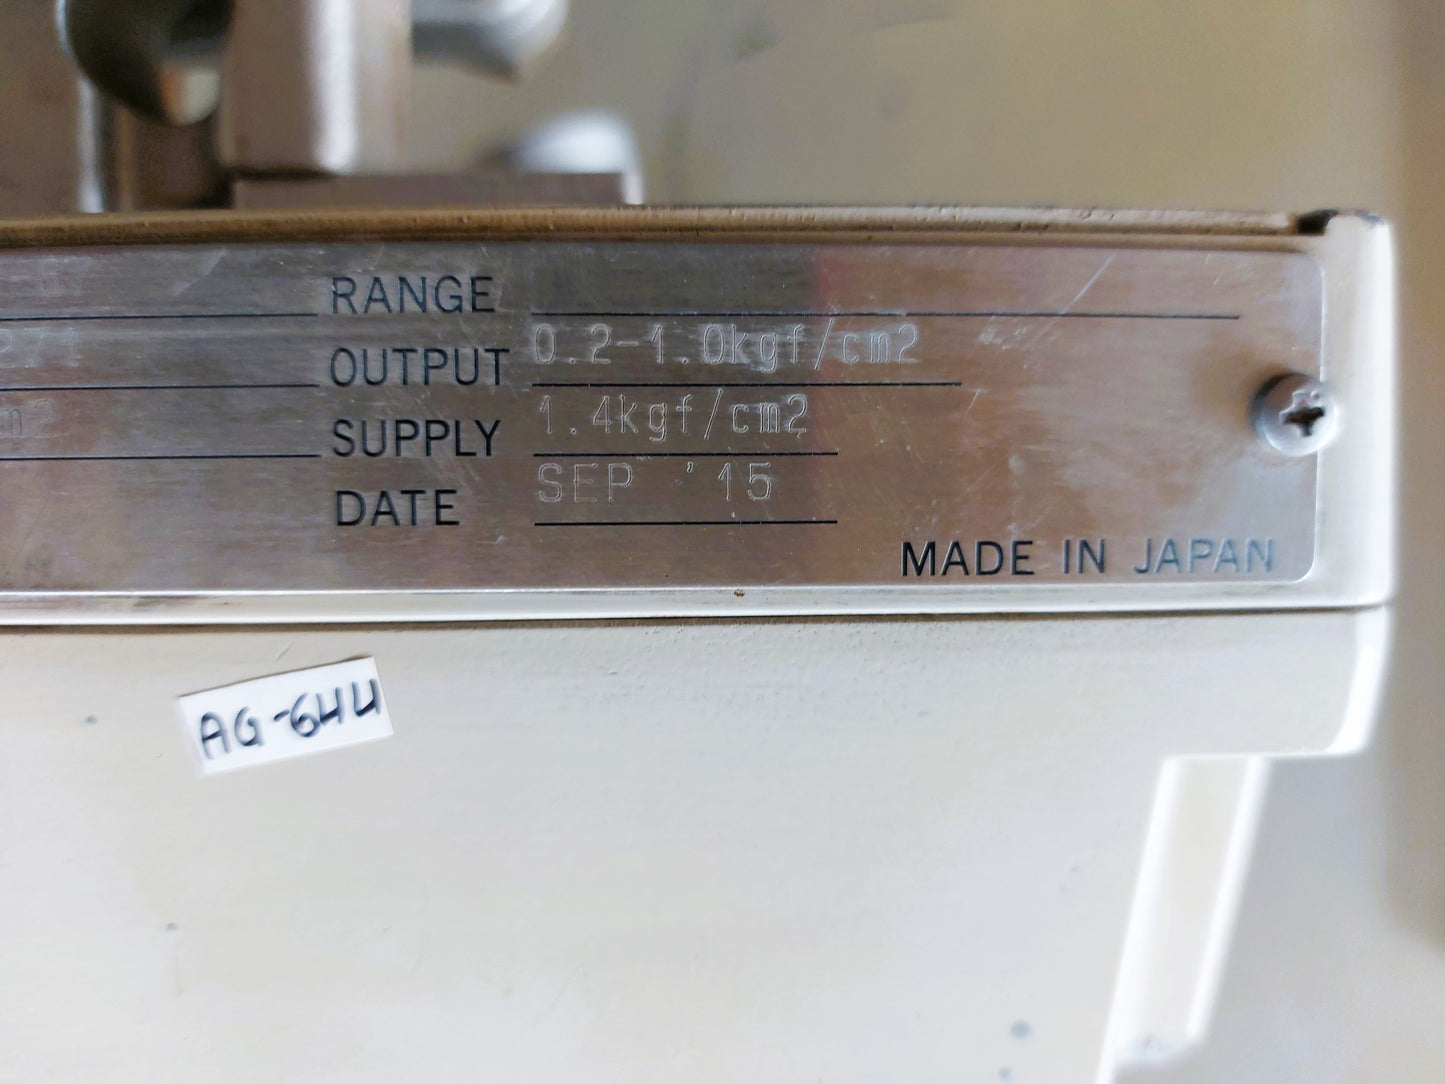 RANGE
OUTPUT 0.2-1.0kgf/cm2
m2
SUPPLY 1.4kgf/cm2
DATE SEP '15
MADE IN JAPAN
AG-644